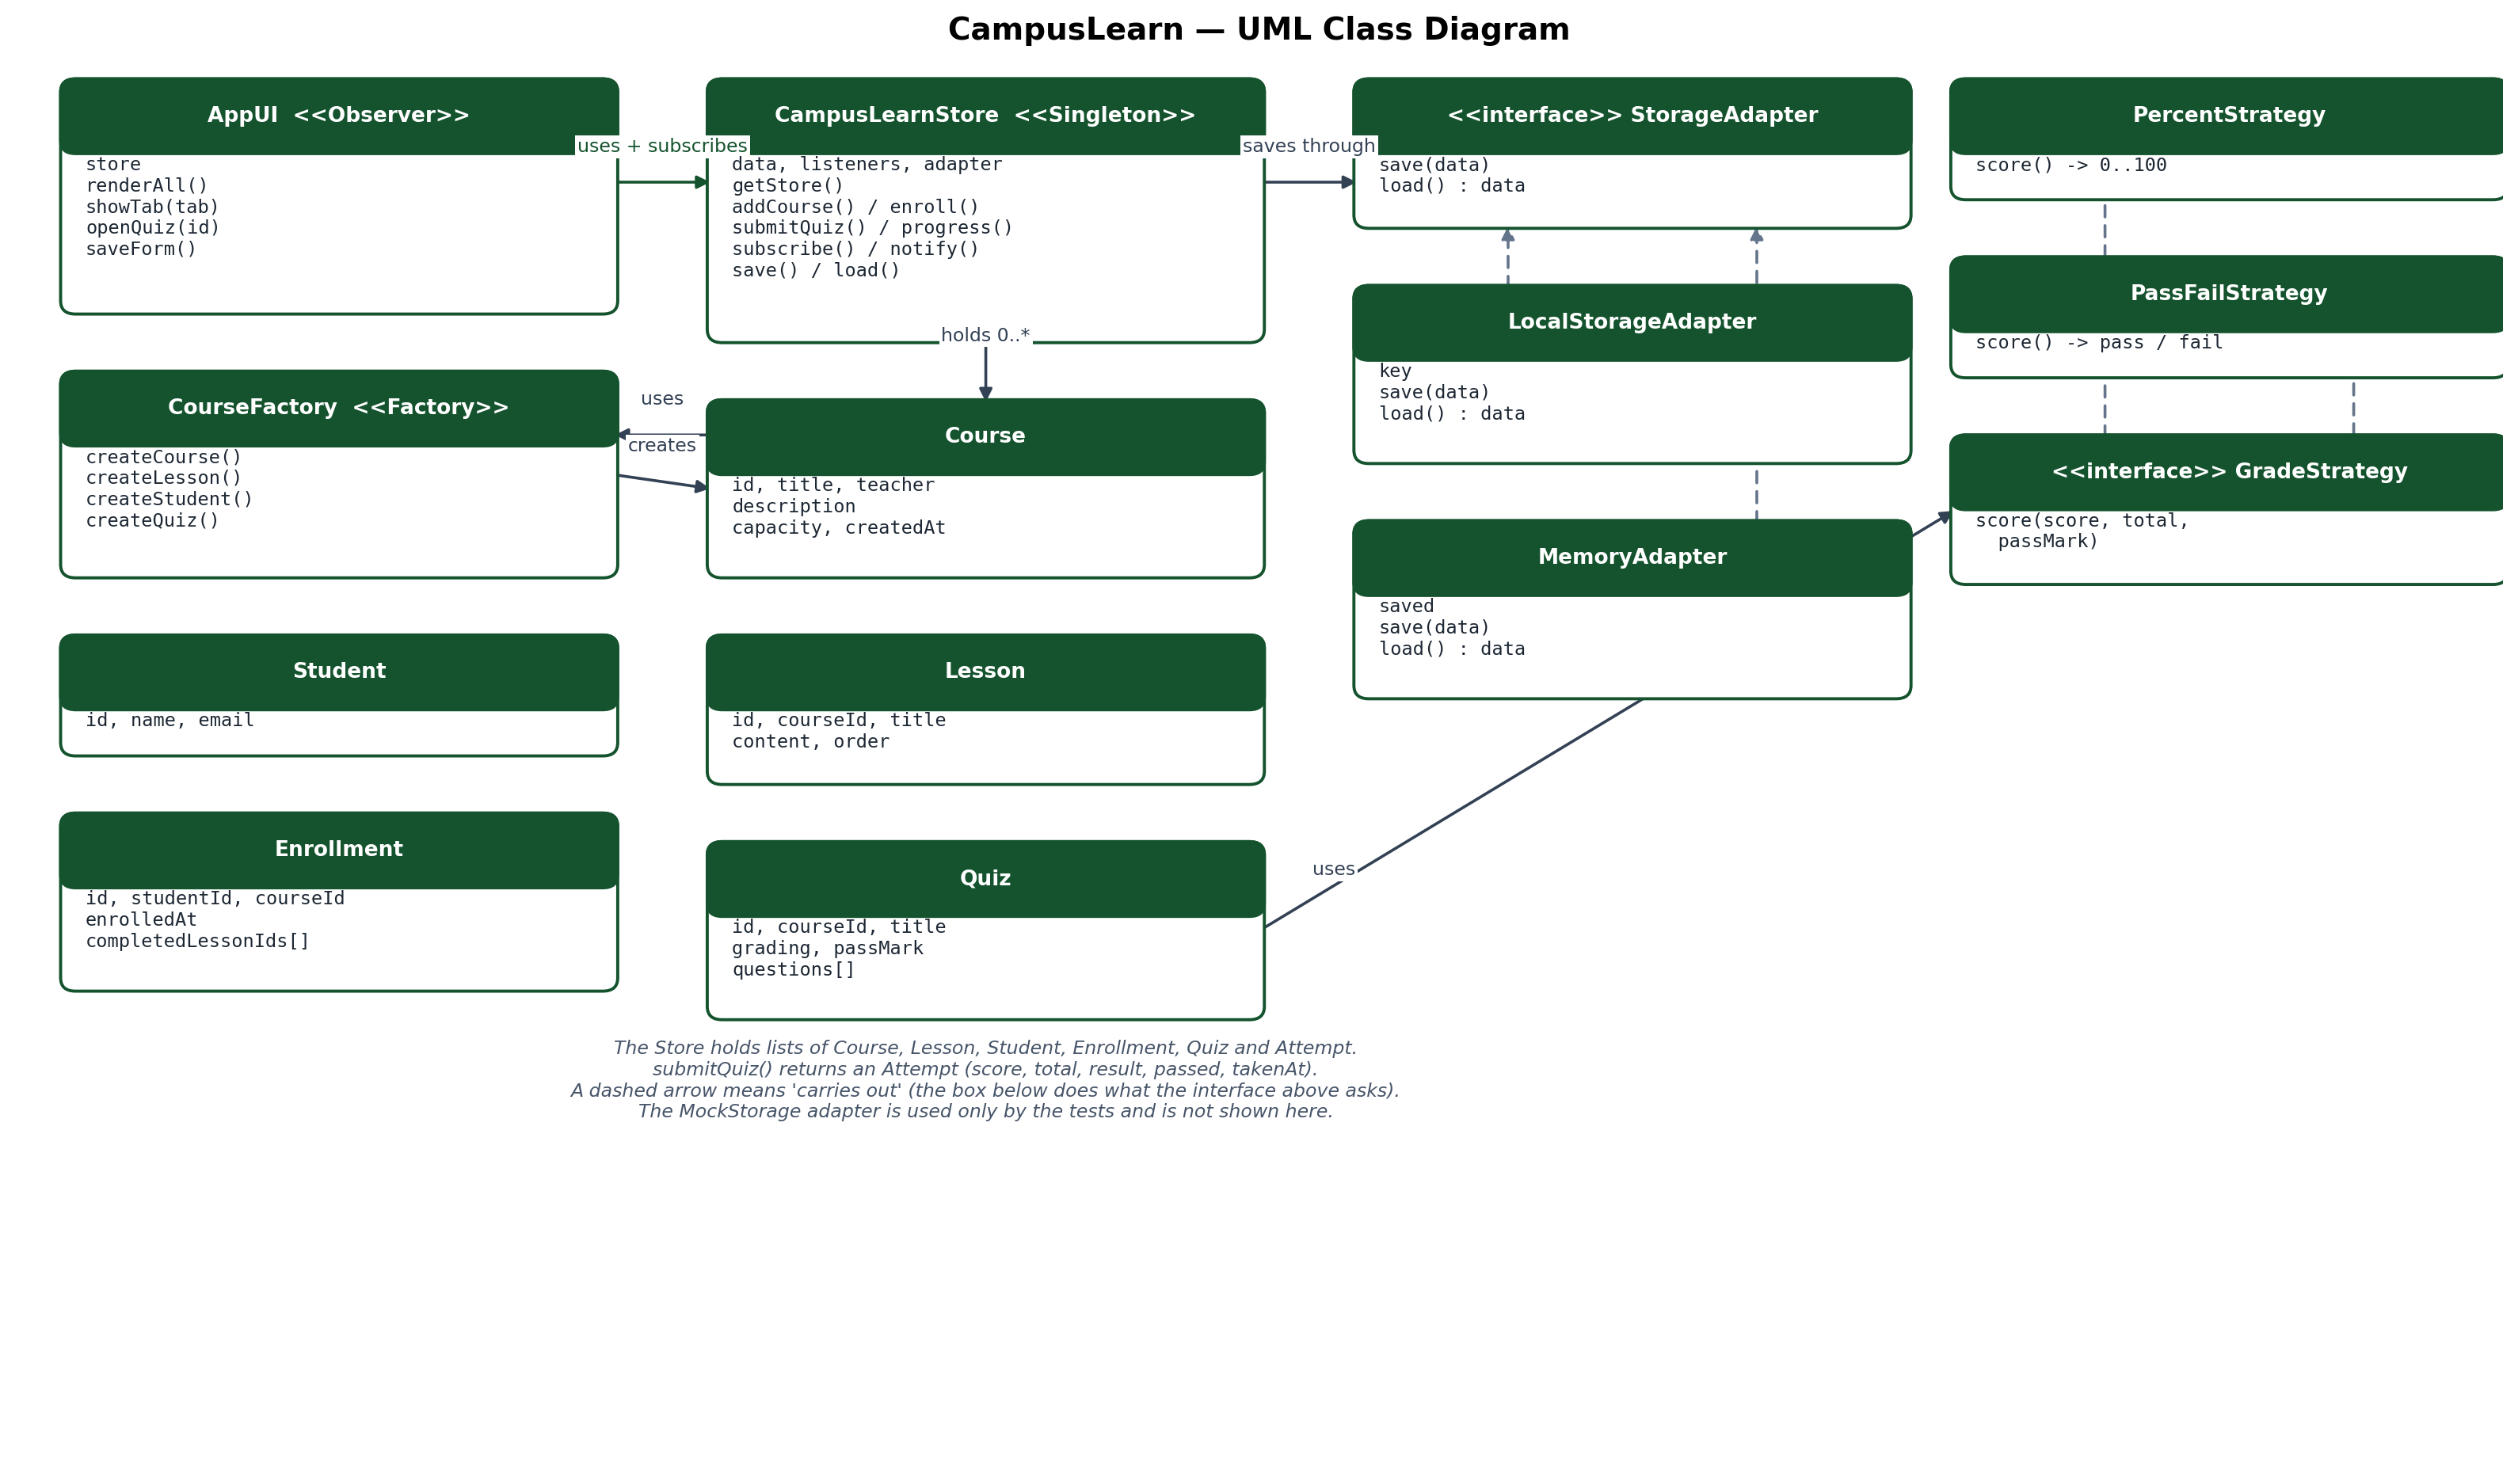 CampusLearn — UML Class Diagram
AppUI <<Observer>>
store
renderAll()
showTab(tab)
openQuiz(id)
saveForm()
uses + subscribes
CampusLearnStore <<Singleton>>
data, listeners, adapter
getStore()
addCourse() / enroll()
submitQuiz() / progress()
subscribe() / notify()
save() / load()
saves through
<<interface>> StorageAdapter
save(data)
load() : data
PercentStrategy
score() -> 0..100
PassFailStrategy
score() -> pass / fail
LocalStorageAdapter
key
save(data)
load() : data
holds 0..*
CourseFactory <<Factory>>
createCourse()
createLesson()
createStudent()
createQuiz()
uses
creates
Course
id, title, teacher
description
capacity, createdAt
<<interface>> GradeStrategy
score(score, total,
passMark)
MemoryAdapter
saved
save(data)
load() : data
Student
id, name, email
Lesson
id, courseId, title
content, order
Enrollment
id, studentId, courseId
enrolledAt
completedLessonIds[]
Quiz
id, courseId, title
grading, passMark
questions[]
uses
The Store holds lists of Course, Lesson, Student, Enrollment, Quiz and Attempt.
submitQuiz() returns an Attempt (score, total, result, passed, takenAt).
A dashed arrow means 'carries out' (the box below does what the interface above asks).
The MockStorage adapter is used only by the tests and is not shown here.